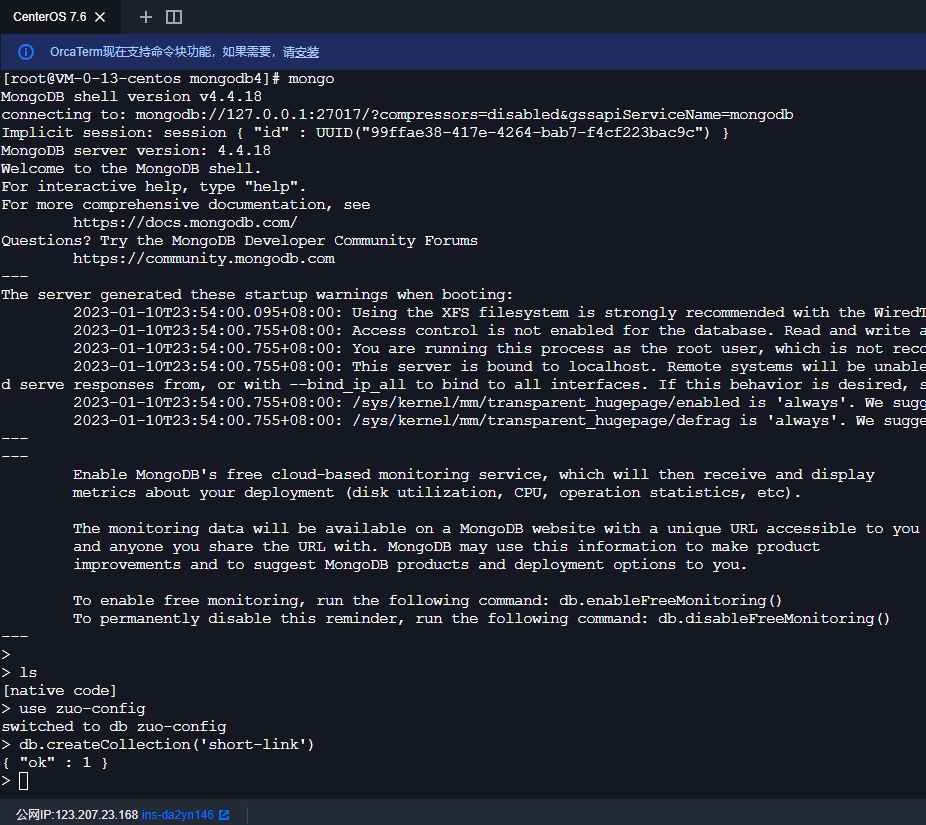 CenterOS 7.6
OrcaTerm现在支持命令块功能，如果需要，请安装
[root@VM-0-13-centos mongodb4]# mongo
MongoDB shell version v4.4.18
connecting to: mongodb://127.0.0.1:27017/?compressors=disabled&gssapiServiceName=mongodb
Implicit session: session { "id" : UUID("99ffae38-417e-4264-bab7-f4cf223bac9c") }
MongoDB server version: 4.4.18
Welcome to the MongoDB shell.
For interactive help, type "help".
For more comprehensive documentation, see
https://docs.mongodb.com/
Questions? Try the MongoDB Developer Community Forums
https://community.mongodb.com
---
The server generated these startup warnings when booting:
2023-01-10T23:54:00.095+08:00: Using the XFS filesystem is strongly recommended with the WiredT
2023-01-10T23:54:00.755+08:00: Access control is not enabled for the database. Read and write a
2023-01-10T23:54:00.755+08:00: You are running this process as the root user, which is not reco
2023-01-10T23:54:00.755+08:00: This server is bound to localhost. Remote systems will be unable
d serve responses from, or with --bind_ip_all to bind to all interfaces. If this behavior is desired, s
2023-01-10T23:54:00.755+08:00: /sys/kernel/mm/transparent_hugepage/enabled is 'always'. We sugg
2023-01-10T23:54:00.755+08:00: /sys/kernel/mm/transparent_hugepage/defrag is 'always'. We sugge
---
---
Enable MongoDB's free cloud-based monitoring service, which will then receive and display
metrics about your deployment (disk utilization, CPU, operation statistics, etc).
The monitoring data will be available on a MongoDB website with a unique URL accessible to you
and anyone you share the URL with. MongoDB may use this information to make product
improvements and to suggest MongoDB products and deployment options to you.
To enable free monitoring, run the following command: db.enableFreeMonitoring()
To permanently disable this reminder, run the following command: db.disableFreeMonitoring()
---
>
> ls
[native code]
> use zuo-config
switched to db zuo-config
> db.createCollection('short-link')
{ "ok" : 1 }
>
公网IP:123.207.23.168 ins-da2yn146